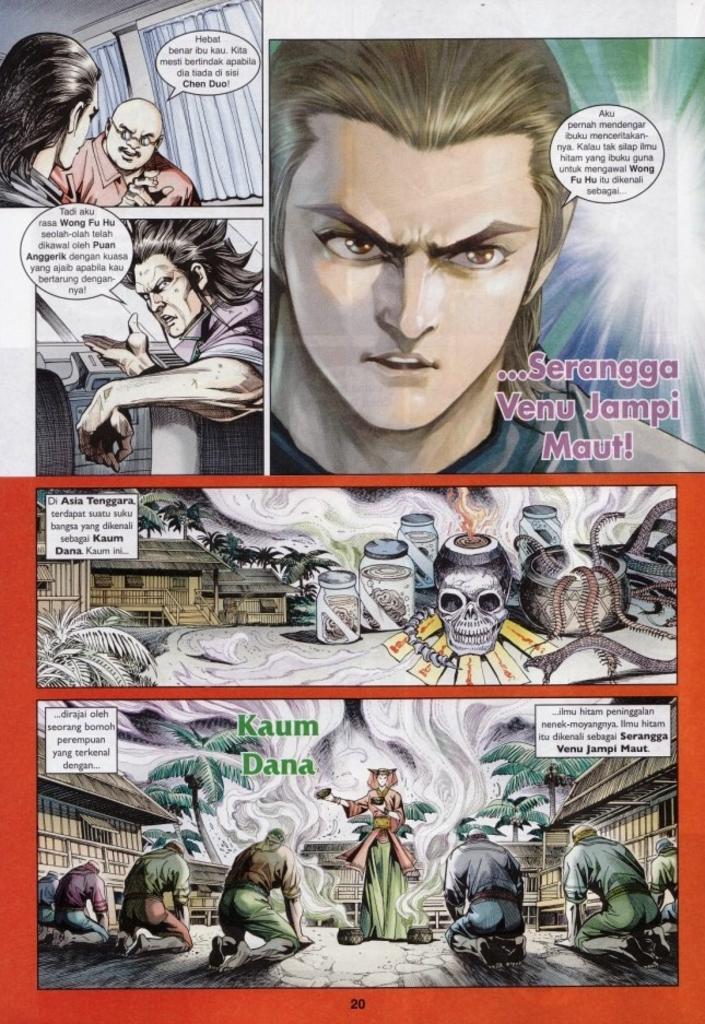 Hebat
benar ibu kau. Kita
mesti bertindak apabila
dia tiada di sisi
Chen Duo!
Aku
pernah mendengar
ibuku menceritakan-
nya. Kalau tak silap ilmu
hitam yang ibuku guna
untuk mengawal Wong
Fu Hu itu dikenali
sebagai...
Tadi aku
rasa Wong Fu Hu
seolah-olah telah
dikawal oleh Puan
Anggerik dengan kuasa
yang ajaib apabila kau
bertarung dengan-
nya!
...Serangga
Venu Jampi
Maut!
Di Asia Tenggara,
terdapat suatu suku
bangsa yang dikenali
sebagai Kaum
Dana. Kaum ini...
...dirajai oleh
seorang bomoh
perempuan
yang terkenal
dengan...
Kaum
Dana
...ilmu hitam peninggalan
nenek-moyangnya. Ilmu hitam
itu dikenali sebagai Serangga
Venu Jampi Maut.
20